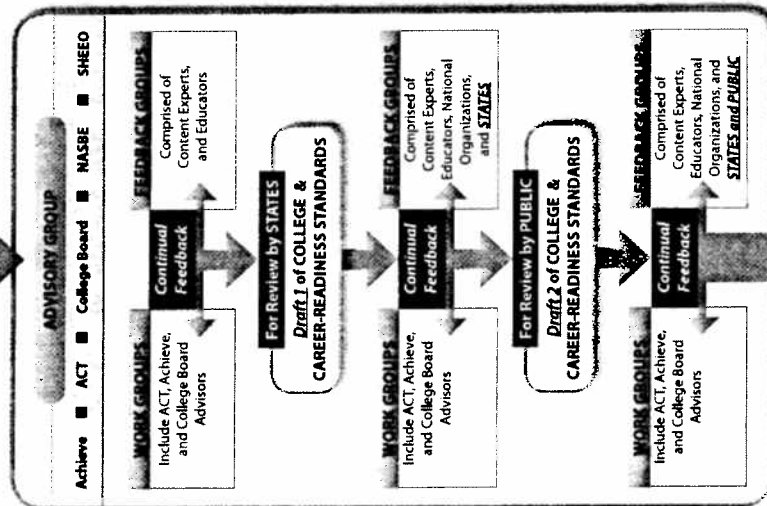 ADVISORY GROUP
Achieve ■ ACT ■ College Board ■ NASBE ■ SHEEO
WORK GROUPS
Include ACT, Achieve,
and College Board
Advisors
Continual
Feedback
FEEDBACK GROUPS
Comprised of
Content Experts,
and Educators
For Review by STATES
Draft 1 of COLLEGE &
CAREER-READINESS STANDARDS
WORK GROUPS
Include ACT, Achieve,
and College Board
Advisors
Continual
Feedback
FEEDBACK GROUPS
Comprised of
Content Experts,
Educators, National
Organizations,
and STATES
For Review by PUBLIC
Draft 2 of COLLEGE &
CAREER-READINESS STANDARDS
WORK GROUPS
Include ACT, Achieve,
and College Board
Advisors
Continual
Feedback
FEEDBACK GROUPS
Comprised of
Content Experts,
Educators, National
Organizations, and
STATES and PUBLIC